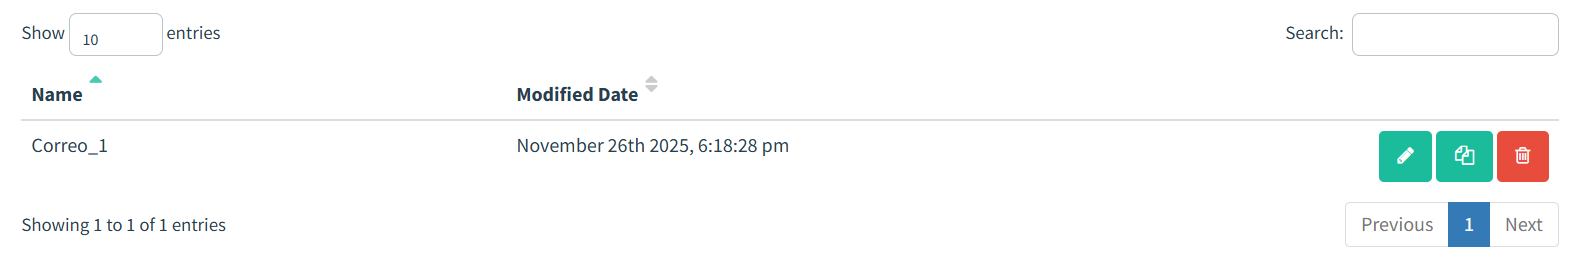 Show 10 entries Search:
Name Modified Date
Correo_1 November 26th 2025, 6:18:28 pm
Showing 1 to 1 of 1 entries Previous 1 Next